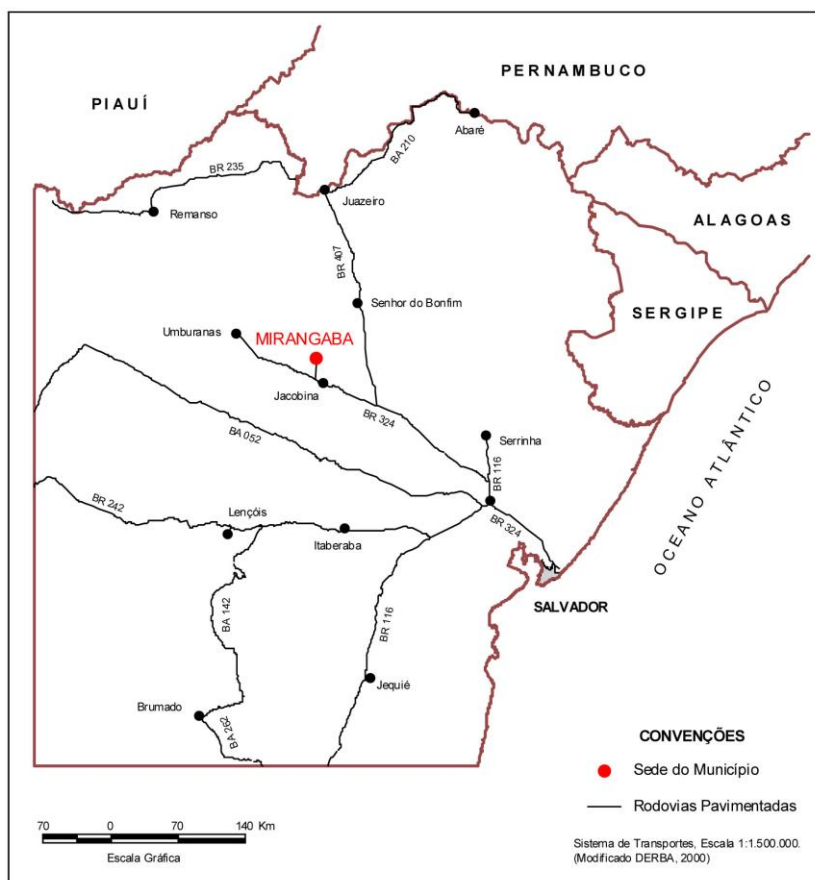 PERNAMBUCO
PIAUÍ
Abaré
BA 210
BR 235
Juazeiro
Remanso
ALAGOAS
BR 407
Senhor do Bonfim
SERGIPE
Umburanas
MIRANGABA
Jacobina
BR 324
BA 052
Serrinha
OCEANO ATLÂNTICO
BR 116
BR 242
Lençóis
BR 324
Itaberaba
SALVADOR
BA 142
BR 116
Jequié
Brumado
BA 262
CONVENÇÕES
Sede do Município
Rodovias Pavimentadas
70 0 70 140 Km
Escala Gráfica
Sistema de Transportes, Escala 1:1.500.000.
(Modificado DERBA, 2000)